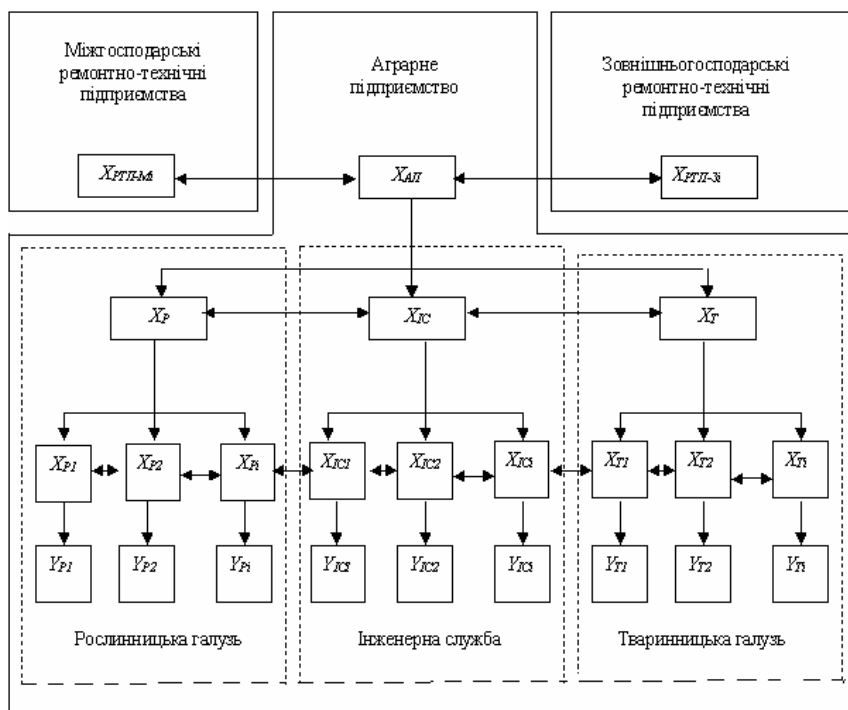 Міжгосподарські
ремонтно-технічні
підприємства
Аграрне
підприємство
Зовнішньогосподарські
ремонтно-технічні
підприємства
XРТП-Мі XАП XРТП-Зі
XР XІС XТ
XР1 XР2 XРі XІС1 XІС2 XІСі XТ1 XТ2 XТі
YР1 YР2 YРі YІСі YІС2 YІСі YТ1 YТ2 YТі
Рослинницька галузь Інженерна служба Тваринницька галузь